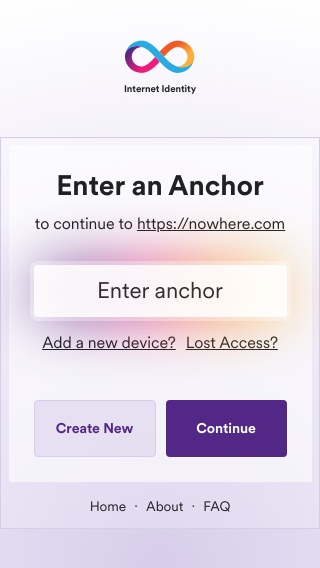 Internet Identity
Enter an Anchor
to continue to https://nowhere.com
Enter anchor
Add a new device? Lost Access?
Create New Continue
Home · About · FAQ